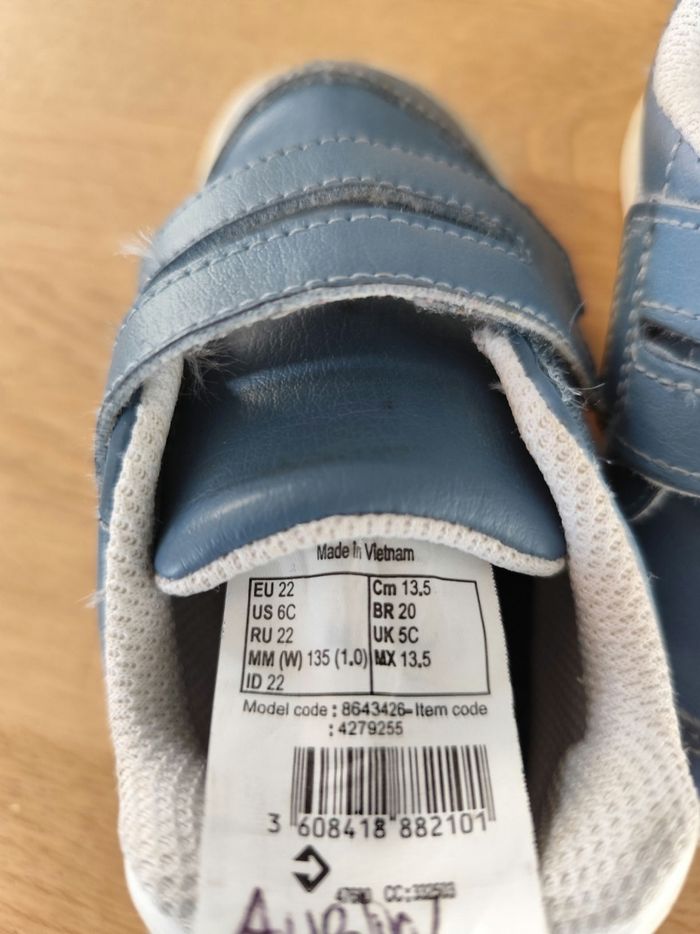 Made in Vietnam
EU 22 Cm 13.5
US 6C BR 20
RU 22 UK 5C
MM (W) 135 (1.0) MX 13.5
ID 22
Model code : 8643426-Item code
: 4279255
3 608418 882101